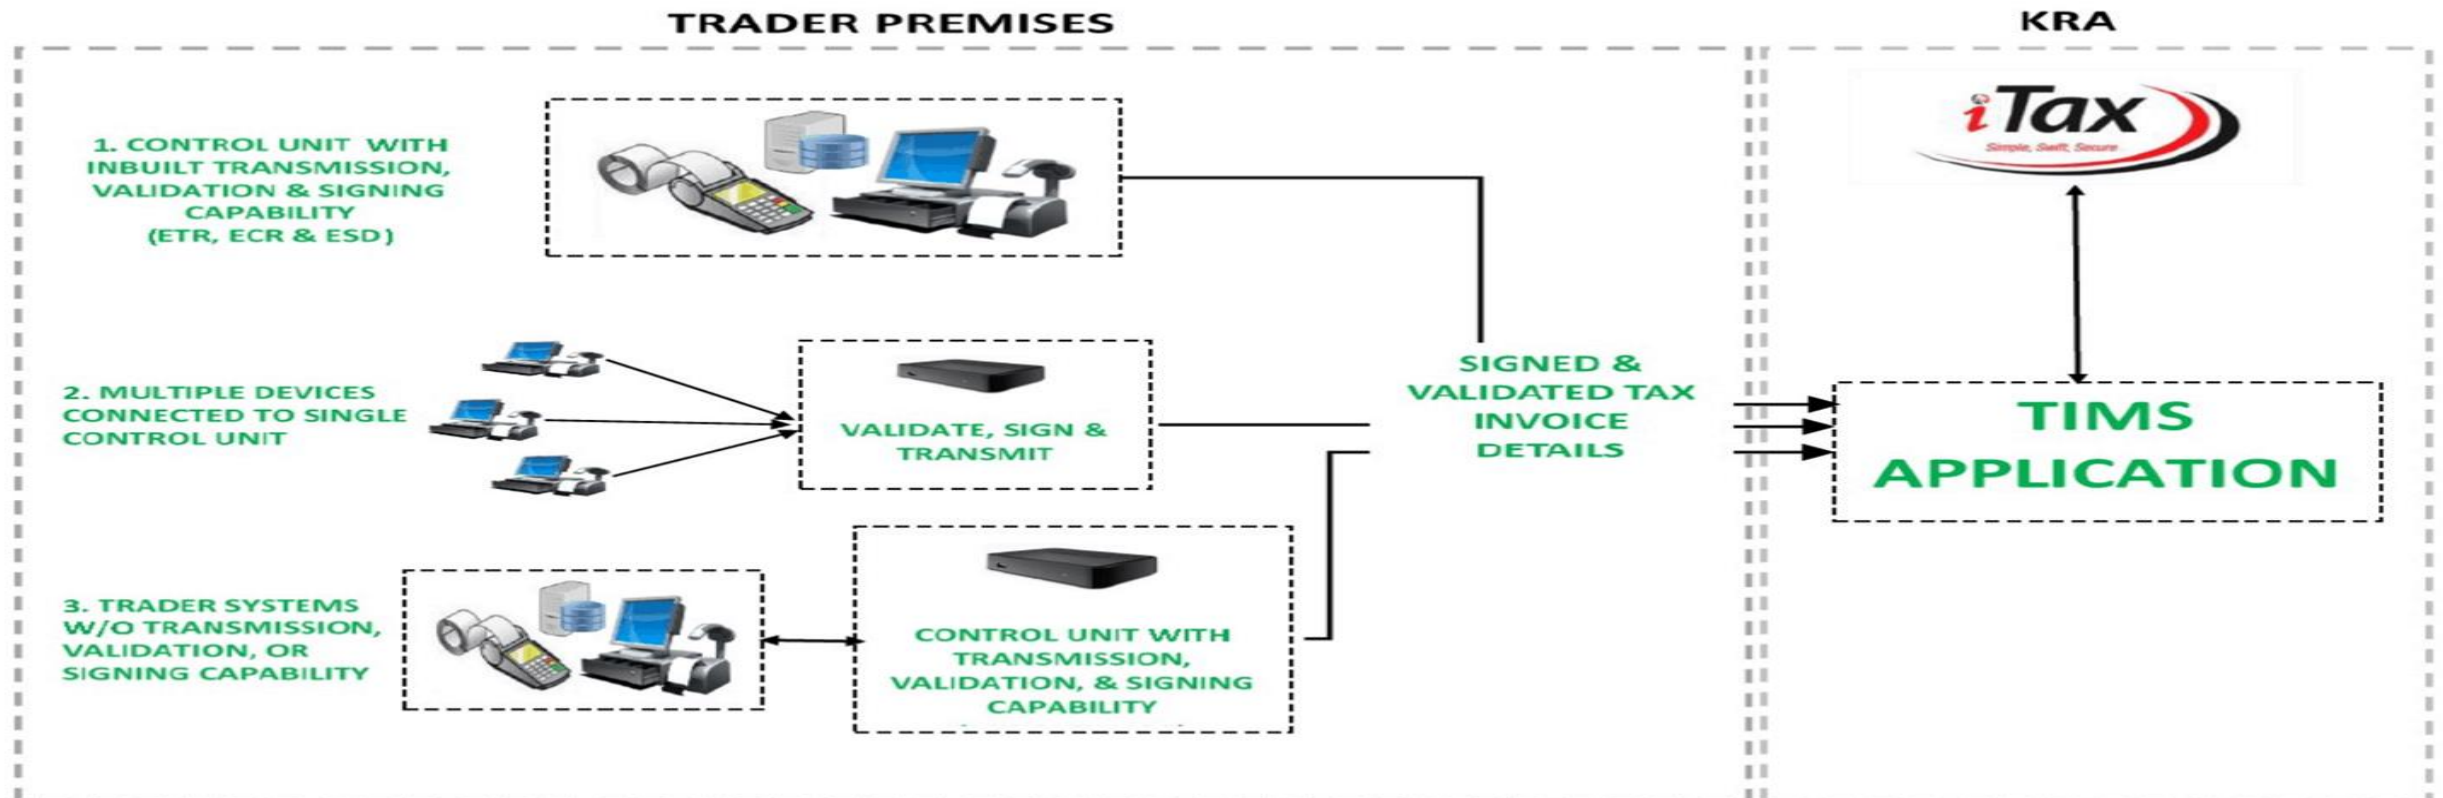 TRADER PREMISES
KRA
iTax
Simple, Swift, Secure
1. CONTROL UNIT WITH
INBUILT TRANSMISSION,
VALIDATION & SIGNING
CAPABILITY
(ETR, ECR & ESD)
2. MULTIPLE DEVICES
CONNECTED TO SINGLE
CONTROL UNIT
VALIDATE, SIGN &
TRANSMIT
SIGNED &
VALIDATED TAX
INVOICE
DETAILS
TIMS
APPLICATION
3. TRADER SYSTEMS
W/O TRANSMISSION,
VALIDATION, OR
SIGNING CAPABILITY
CONTROL UNIT WITH
TRANSMISSION,
VALIDATION, & SIGNING
CAPABILITY